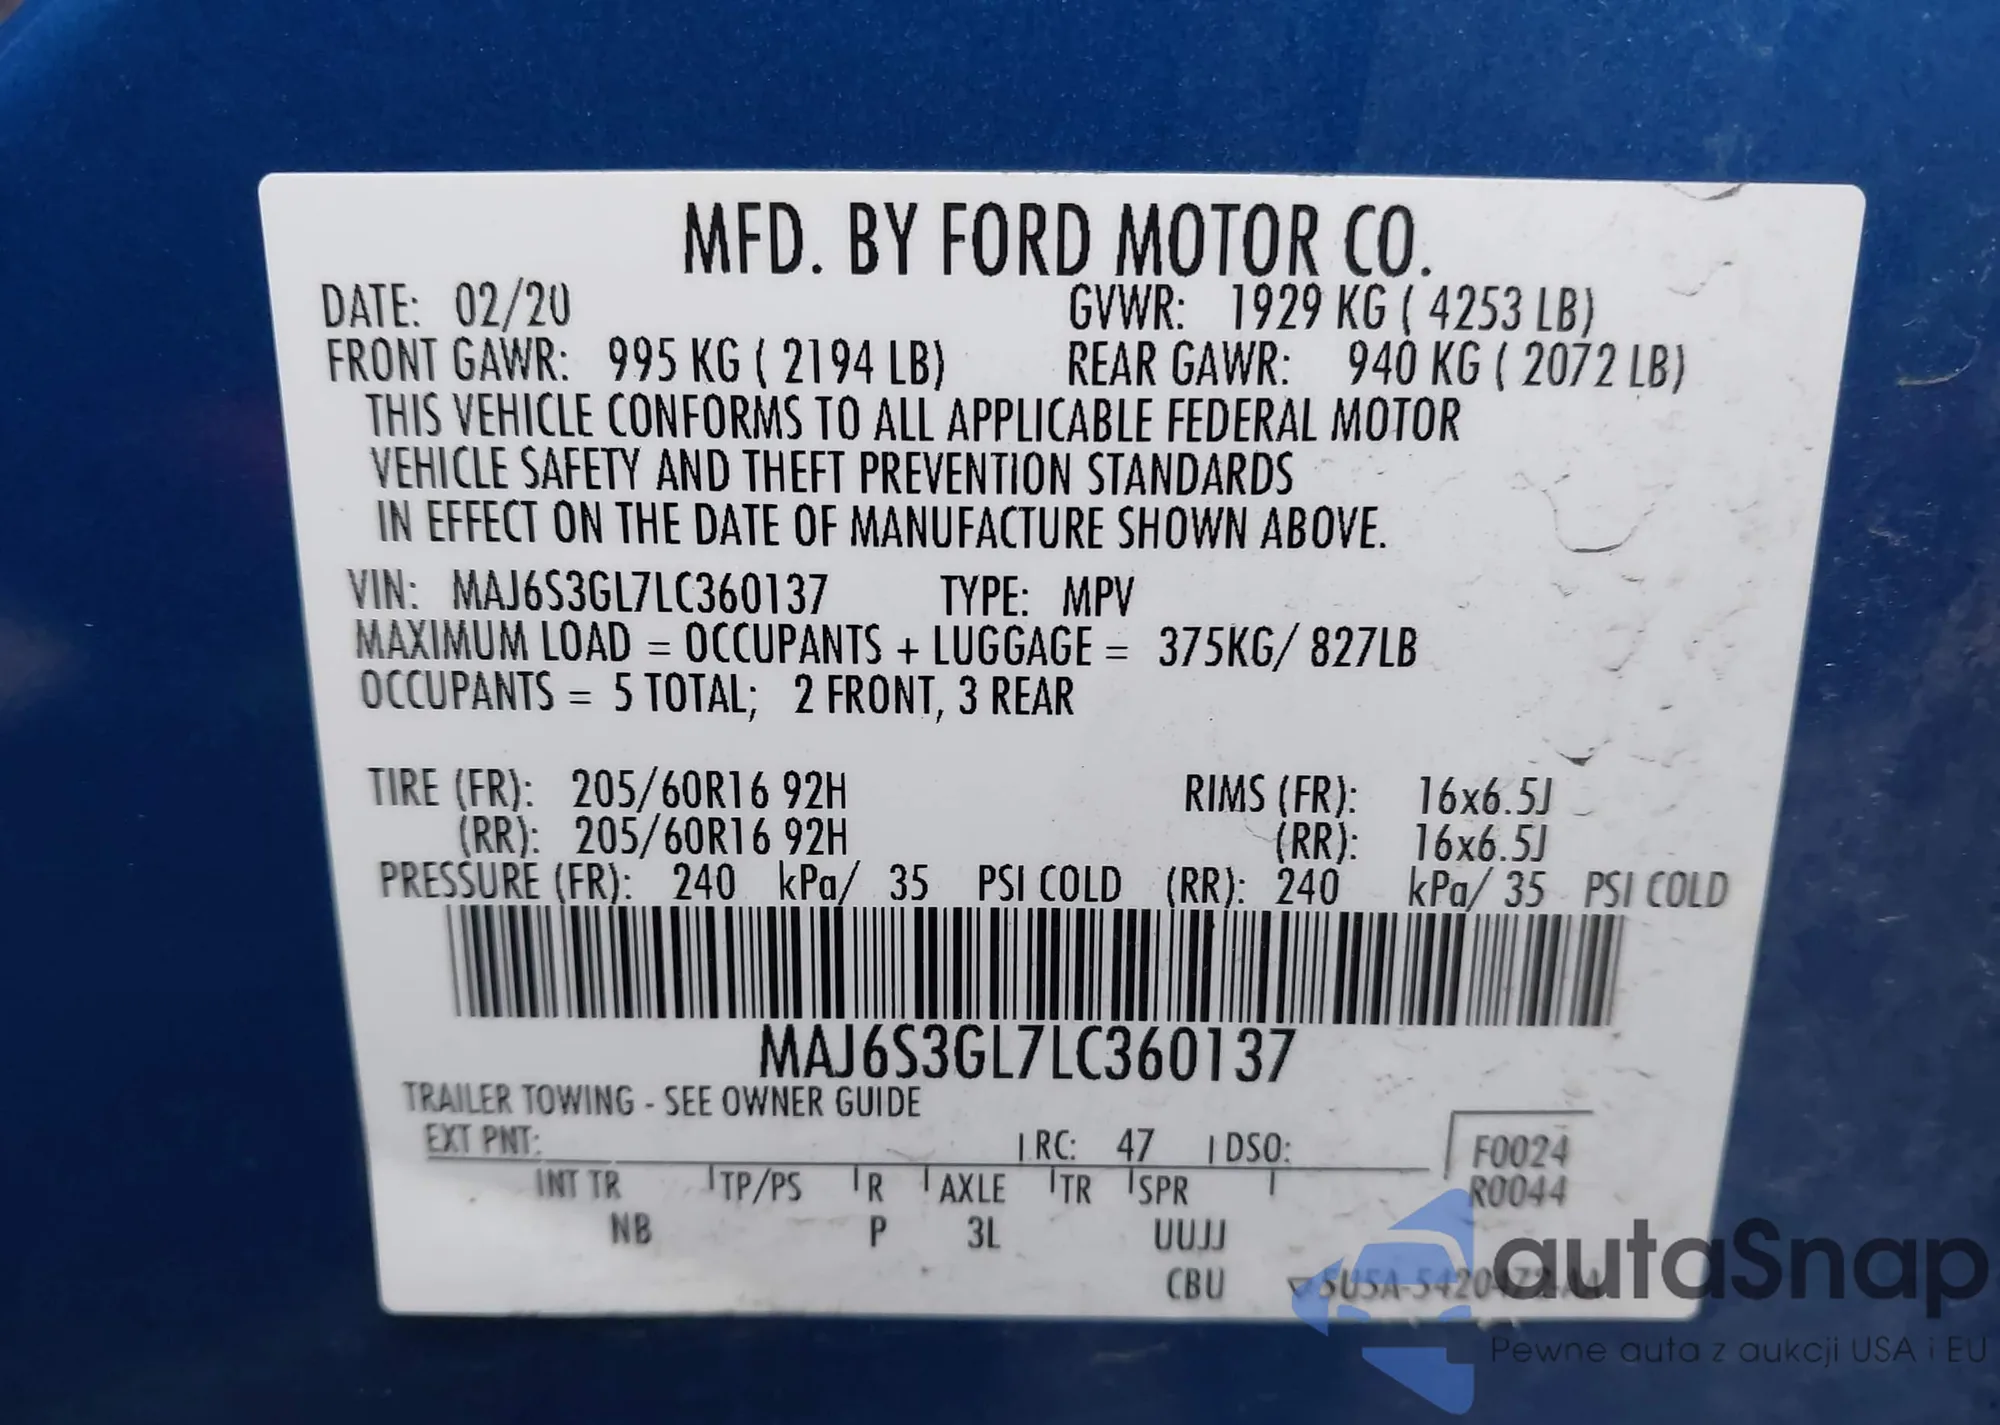 MFD. BY FORD MOTOR CO.
DATE: 02/20 GVWR: 1929 KG ( 4253 LB)
FRONT GAWR: 995 KG ( 2194 LB) REAR GAWR: 940 KG ( 2072 LB)
THIS VEHICLE CONFORMS TO ALL APPLICABLE FEDERAL MOTOR
VEHICLE SAFETY AND THEFT PREVENTION STANDARDS
IN EFFECT ON THE DATE OF MANUFACTURE SHOWN ABOVE.
VIN: MAJ6S3GL7LC360137 TYPE: MPV
MAXIMUM LOAD = OCCUPANTS + LUGGAGE = 375KG/ 827LB
OCCUPANTS = 5 TOTAL; 2 FRONT, 3 REAR
TIRE (FR): 205/60R16 92H RIMS (FR): 16x6.5J
(RR): 205/60R16 92H (RR): 16x6.5J
PRESSURE (FR): 240 kPa/ 35 PSI COLD (RR): 240 kPa/ 35 PSI COLD
MAJ6S3GL7LC360137
TRAILER TOWING - SEE OWNER GUIDE
EXT PNT: RC: 47 DSO: F0024
INT TR TP/PS R AXLE TR SPR R0044
NB P 3L UUJJ
CBU
autaSnap
Pewne auta z aukcji USA i EU